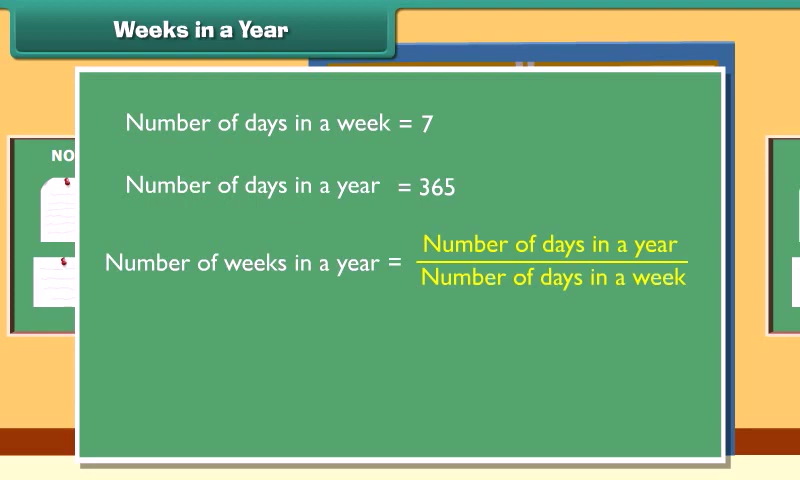 Weeks in a Year
NO
Number of days in a week = 7
Number of days in a year = 365
Number of weeks in a year = Number of days in a year
Number of days in a week